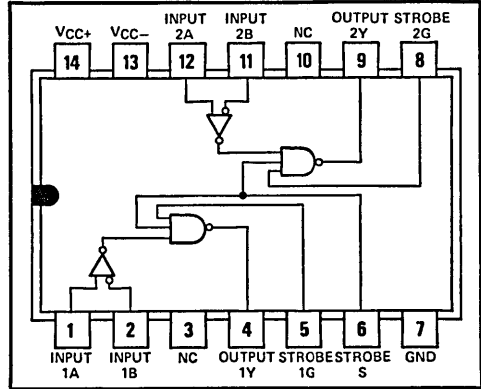 INPUT INPUT OUTPUT STROBE
VCC+ VCC− 2A 2B NC 2Y 2G
14 13 12 11 10 9 8
1 2 3 4 5 6 7
INPUT INPUT NC OUTPUT STROBE STROBE GND
1A 1B 1Y 1G S